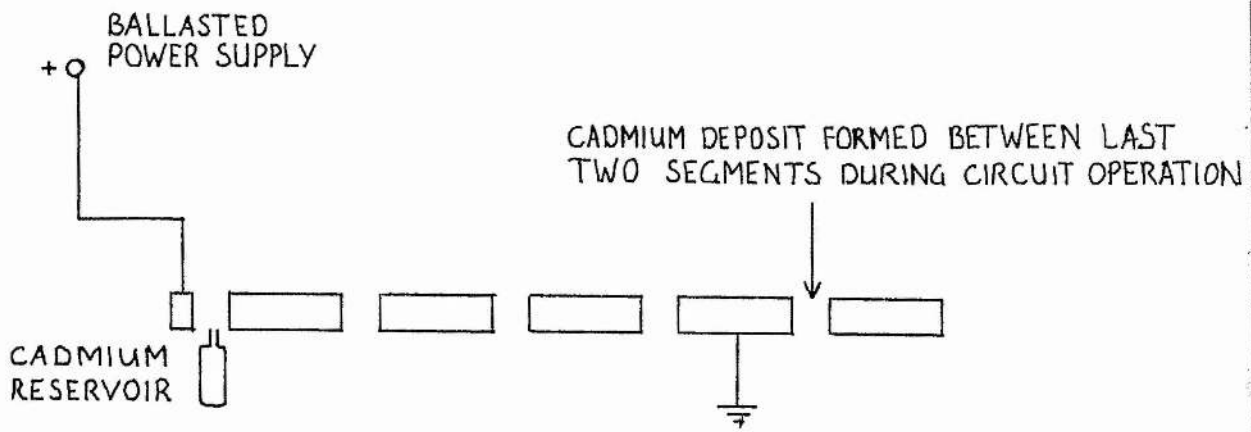 BALLASTED
POWER SUPPLY
+
CADMIUM DEPOSIT FORMED BETWEEN LAST
TWO SEGMENTS DURING CIRCUIT OPERATION
CADMIUM
RESERVOIR